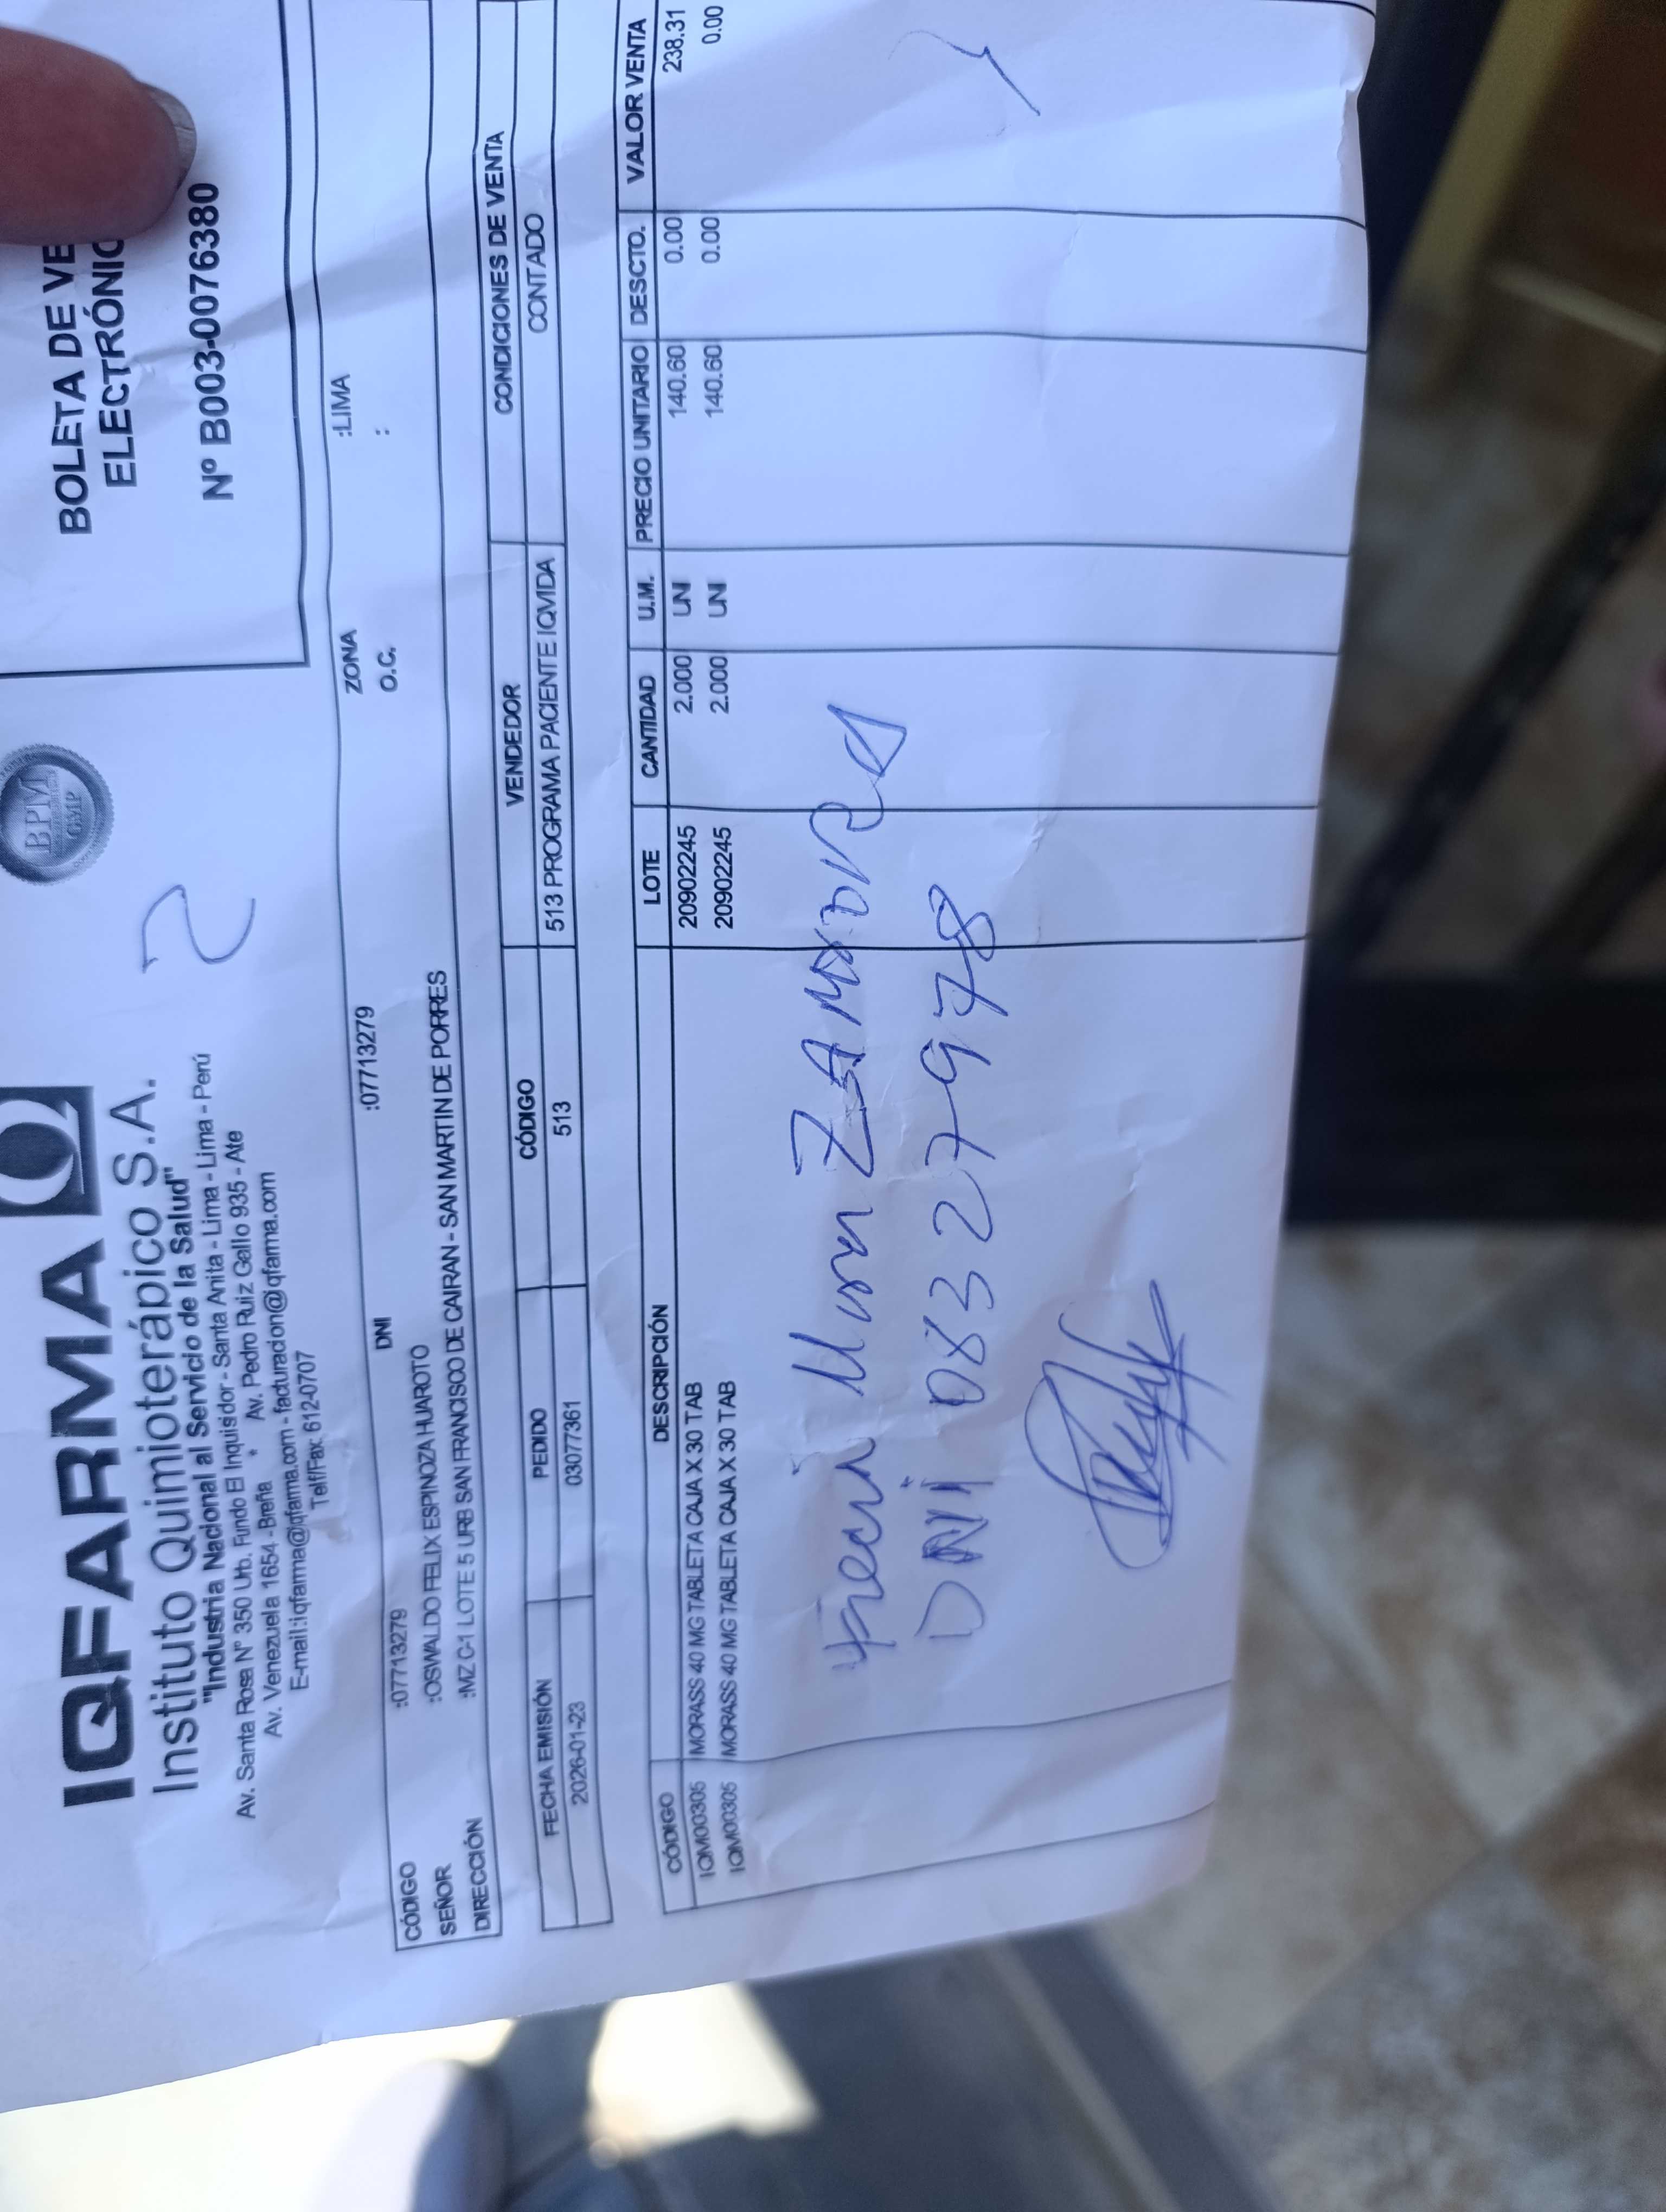 IQFARMA
Instituto Quimioterápico S.A.
"Industria Nacional al Servicio de la Salud"
Av. Santa Rosa N° 350 Urb. Fundo El Inquisidor - Santa Anita - Lima - Lima - Perú
Av. Venezuela 1654 - Breña * Av. Pedro Ruiz Gallo 935 - Ate
E-mail:iqfarma@iqfarma.com - facturacion@iqfarma.com
Telf/Fax: 612-0707
BPM
GMP
2
BOLETA DE VE
ELECTRÓNIC
Nº B003-0076380
CÓDIGO :07713279 DNI :07713279 ZONA :LIMA
SEÑOR :OSWALDO FELIX ESPINOZA HUAROTO O.C. :
DIRECCIÓN :MZ C-1 LOTE 5 URB SAN FRANCISCO DE CAIRAN - SAN MARTIN DE PORRES
FECHA EMISIÓN PEDIDO CÓDIGO VENDEDOR CONDICIONES DE VENTA
2026-01-23 03077361 513 513 PROGRAMA PACIENTE IQVIDA CONTADO
CÓDIGO DESCRIPCIÓN LOTE CANTIDAD U.M. PRECIO UNITARIO DESCTO. VALOR VENTA
IQM00305 MORASS 40 MG TABLETA CAJA X 30 TAB 20902245 2.000 UN 140.60 0.00 238.31
IQM00305 MORASS 40 MG TABLETA CAJA X 30 TAB 20902245 2.000 UN 140.60 0.00 0.00
ZAMORA
DNI 08327978